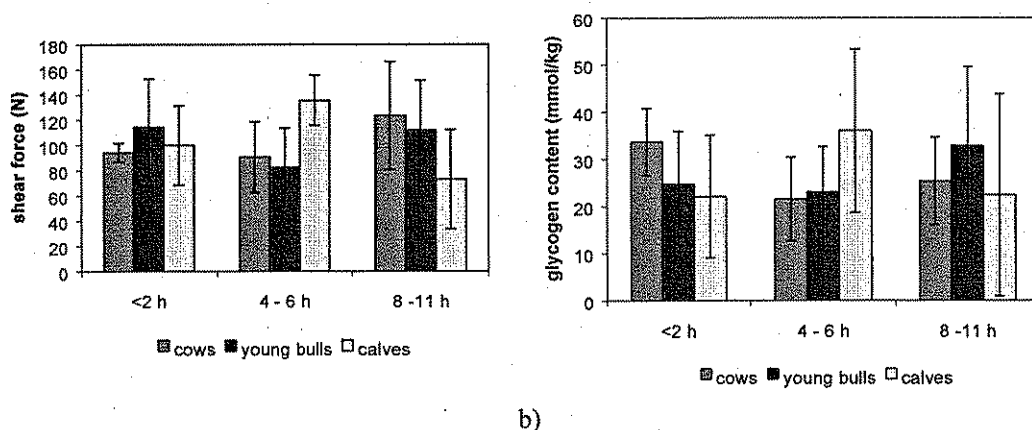 shear force (N)
180
160
140
120
100
80
60
40
20
0
<2 h
4 - 6 h
8 -11 h
cows
young bulls
calves
glycogen content (mmol/kg)
60
50
40
30
20
10
0
<2 h
4 - 6 h
8 -11 h
cows
young bulls
calves
b)